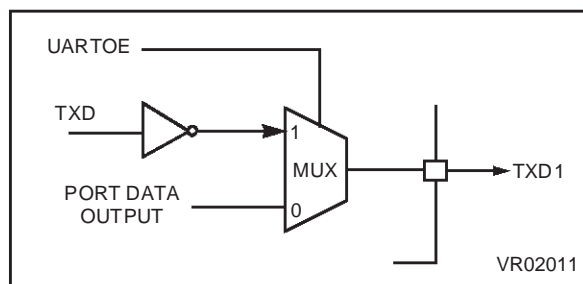 UARTOE
TXD
1
MUX
TXD1
PORT DATA
OUTPUT
0
VR02011